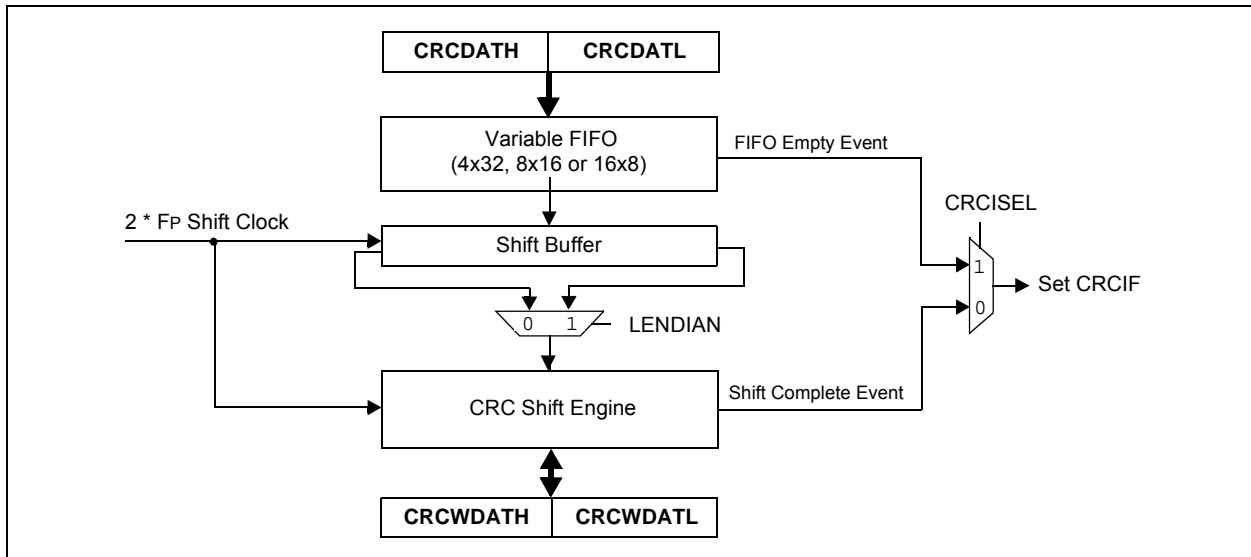 CRCDATH CRCDATL
Variable FIFO
(4x32, 8x16 or 16x8)
FIFO Empty Event
CRCISEL
2 * FP Shift Clock
Shift Buffer
1
Set CRCIF
0
0 1
LENDIAN
CRC Shift Engine
Shift Complete Event
CRCWDATH CRCWDATL